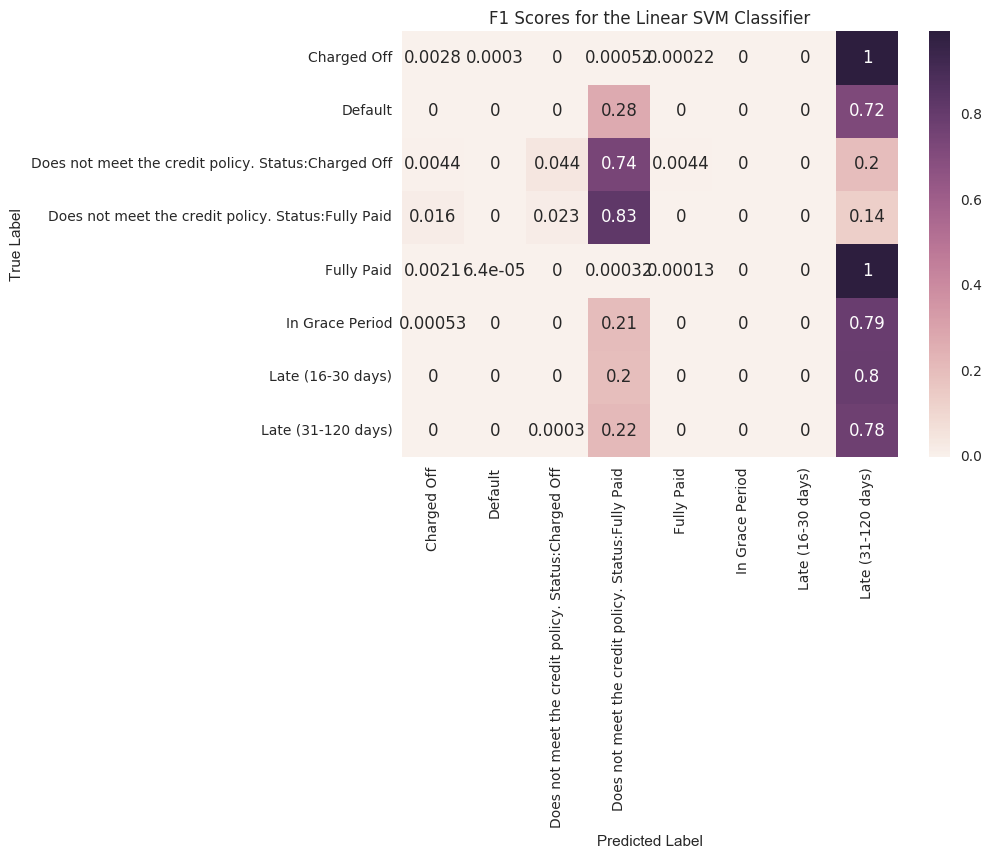 F1 Scores for the Linear SVM Classifier
True Label
Charged Off 0.0028 0.0003 0 0.00052 0.00022 0 0 1
Default 0 0 0 0.28 0 0 0 0.72
Does not meet the credit policy. Status:Charged Off 0.0044 0 0.044 0.74 0.0044 0 0 0.2
Does not meet the credit policy. Status:Fully Paid 0.016 0 0.023 0.83 0 0 0 0.14
Fully Paid 0.0021 6.4e-05 0 0.00032 0.00013 0 0 1
In Grace Period 0.00053 0 0 0.21 0 0 0 0.79
Late (16-30 days) 0 0 0 0.2 0 0 0 0.8
Late (31-120 days) 0 0 0.0003 0.22 0 0 0 0.78
0.8
0.6
0.4
0.2
0.0
Charged Off
Default
Does not meet the credit policy. Status:Charged Off
Does not meet the credit policy. Status:Fully Paid
Fully Paid
In Grace Period
Late (16-30 days)
Late (31-120 days)
Predicted Label